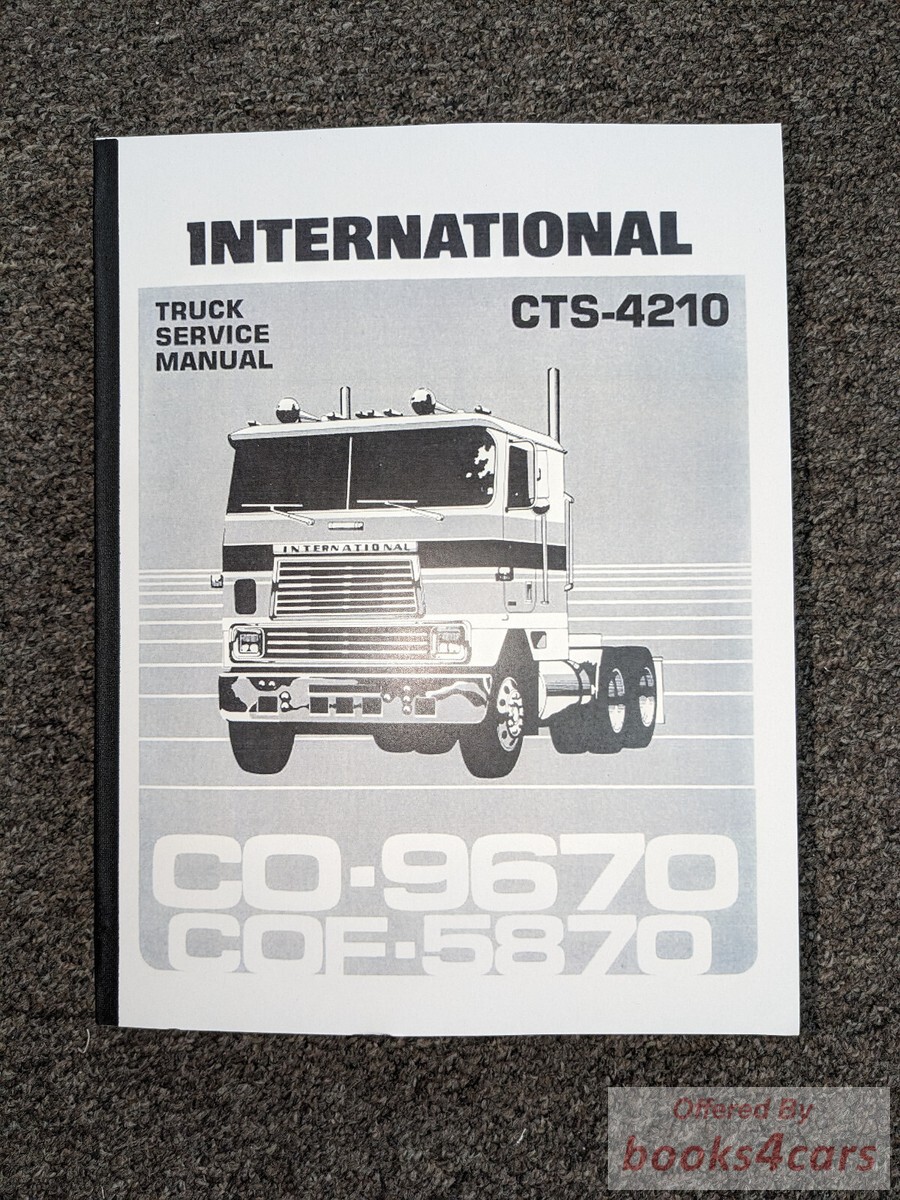 INTERNATIONAL
TRUCK
SERVICE
MANUAL
CTS-4210
INTERNATIONAL
CO-9670
COF-5870
Offered By
books4cars